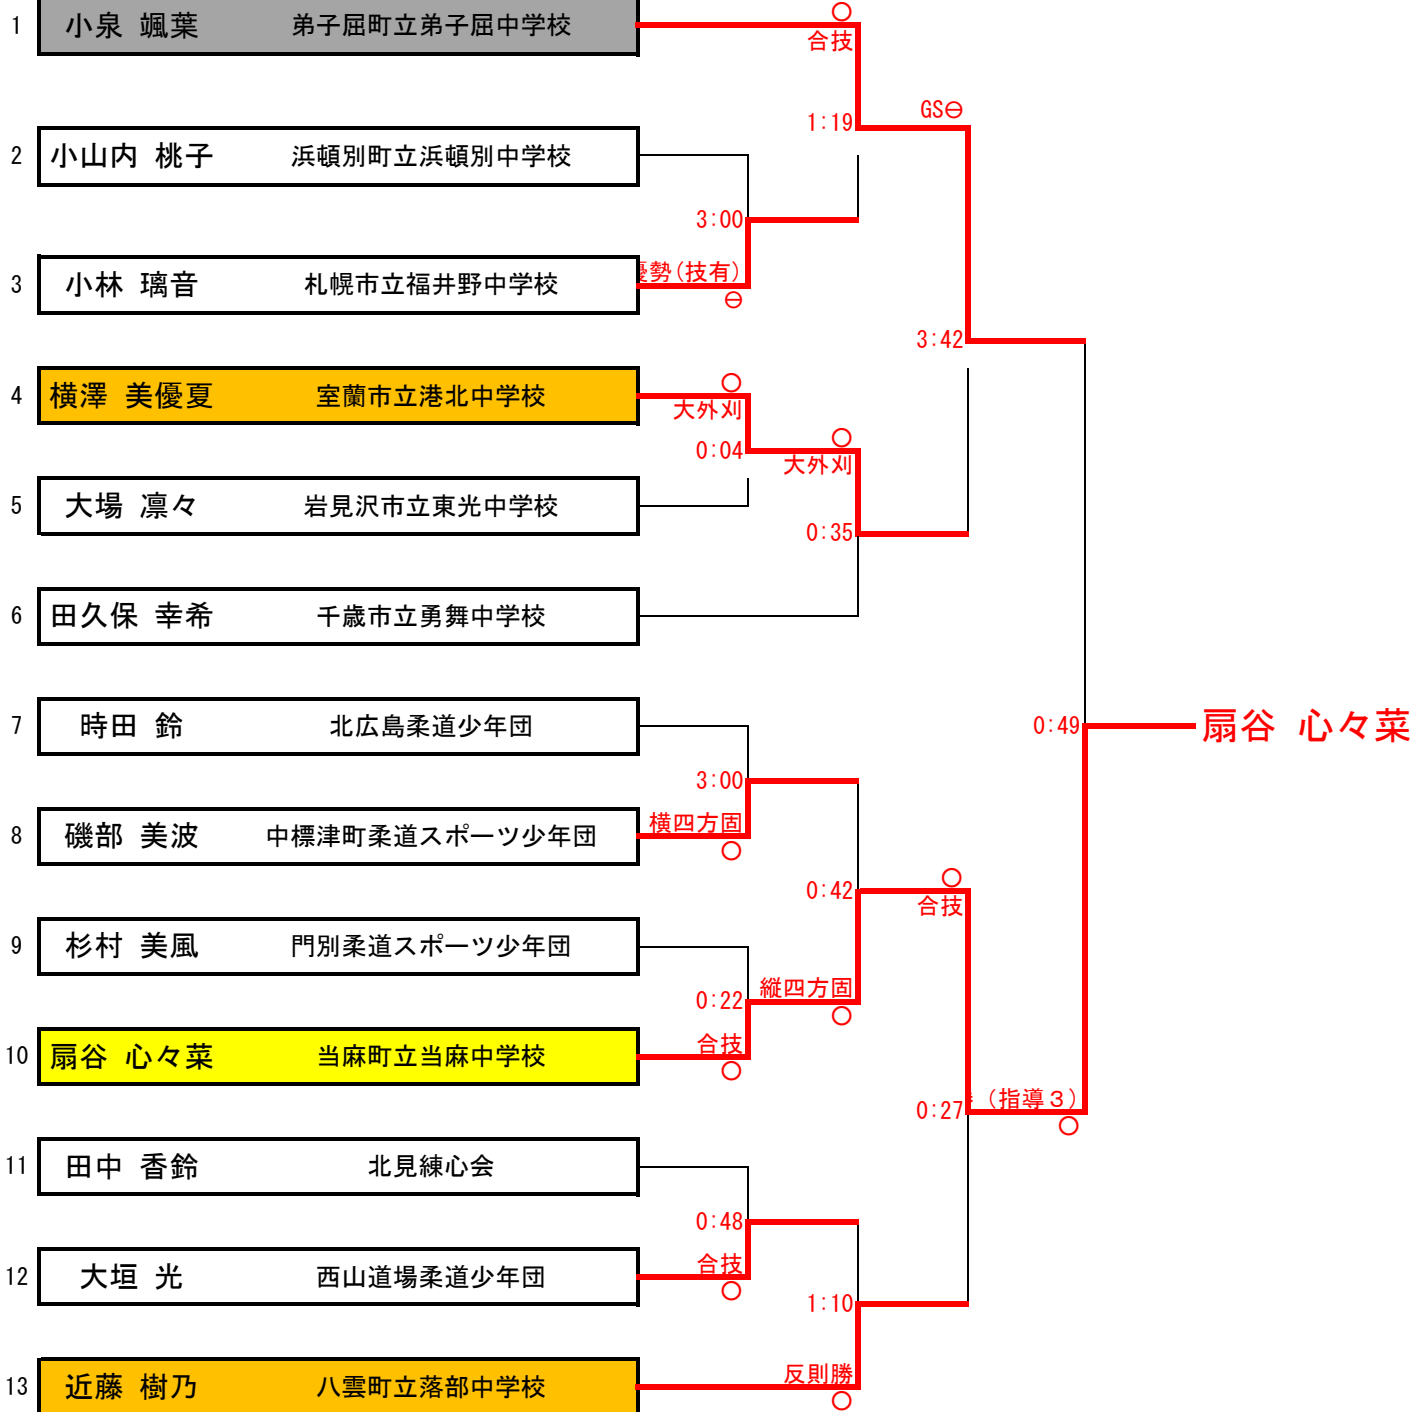 1 小泉 颯葉 弟子屈町立弟子屈中学校
○
合技
1:19
GS⊖
2 小山内 桃子 浜頓別町立浜頓別中学校
3:00
3 小林 璃音 札幌市立福井野中学校
優勢(技有)
⊖
3:42
4 横澤 美優夏 室蘭市立港北中学校
○
大外刈
0:04
○
大外刈
5 大場 凛々 岩見沢市立東光中学校
0:35
6 田久保 幸希 千歳市立勇舞中学校
7 時田 鈴 北広島柔道少年団
0:49
扇谷 心々菜
3:00
8 磯部 美波 中標津町柔道スポーツ少年団
横四方固
○
0:42
○
合技
9 杉村 美風 門別柔道スポーツ少年団
0:22
縦四方固
○
10 扇谷 心々菜 当麻町立当麻中学校
合技
○
0:27
(指導3)
○
11 田中 香鈴 北見練心会
0:48
12 大垣 光 西山道場柔道少年団
合技
○
1:10
13 近藤 樹乃 八雲町立落部中学校
反則勝
○